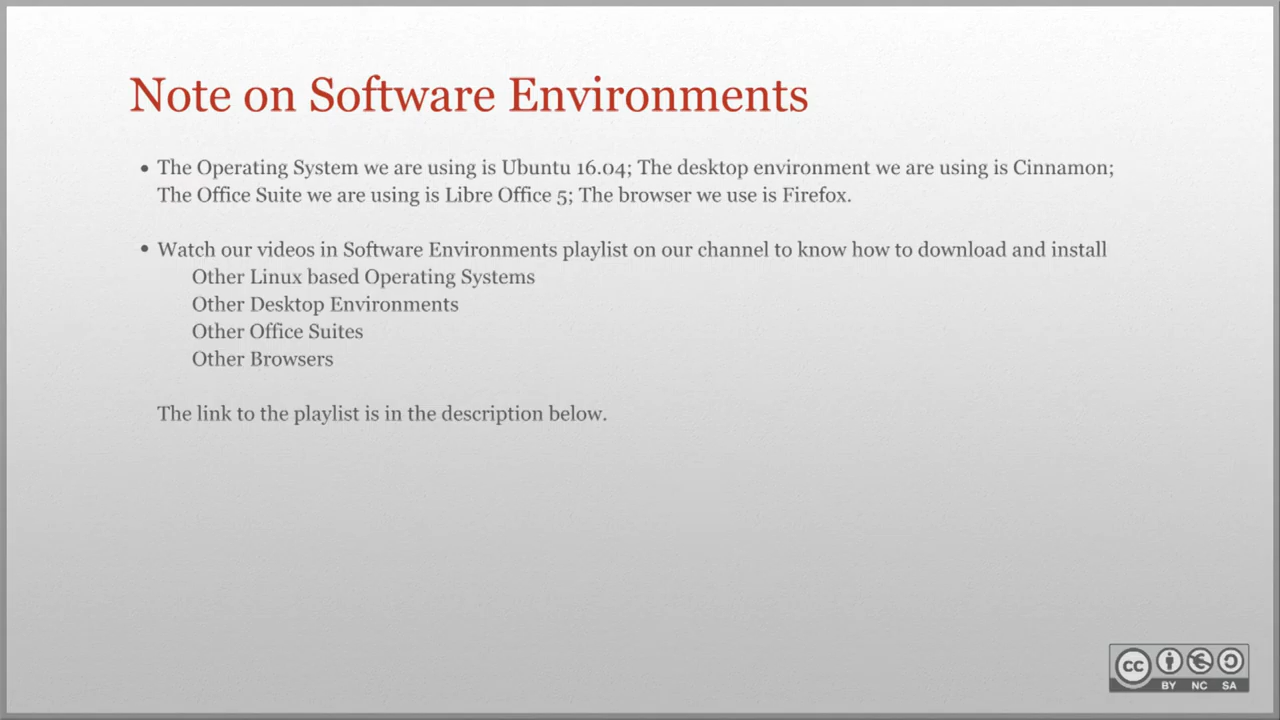 Note on Software Environments
• The Operating System we are using is Ubuntu 16.04; The desktop environment we are using is Cinnamon;
The Office Suite we are using is Libre Office 5; The browser we use is Firefox.
• Watch our videos in Software Environments playlist on our channel to know how to download and install
Other Linux based Operating Systems
Other Desktop Environments
Other Office Suites
Other Browsers
The link to the playlist is in the description below.
cc
BY NC SA